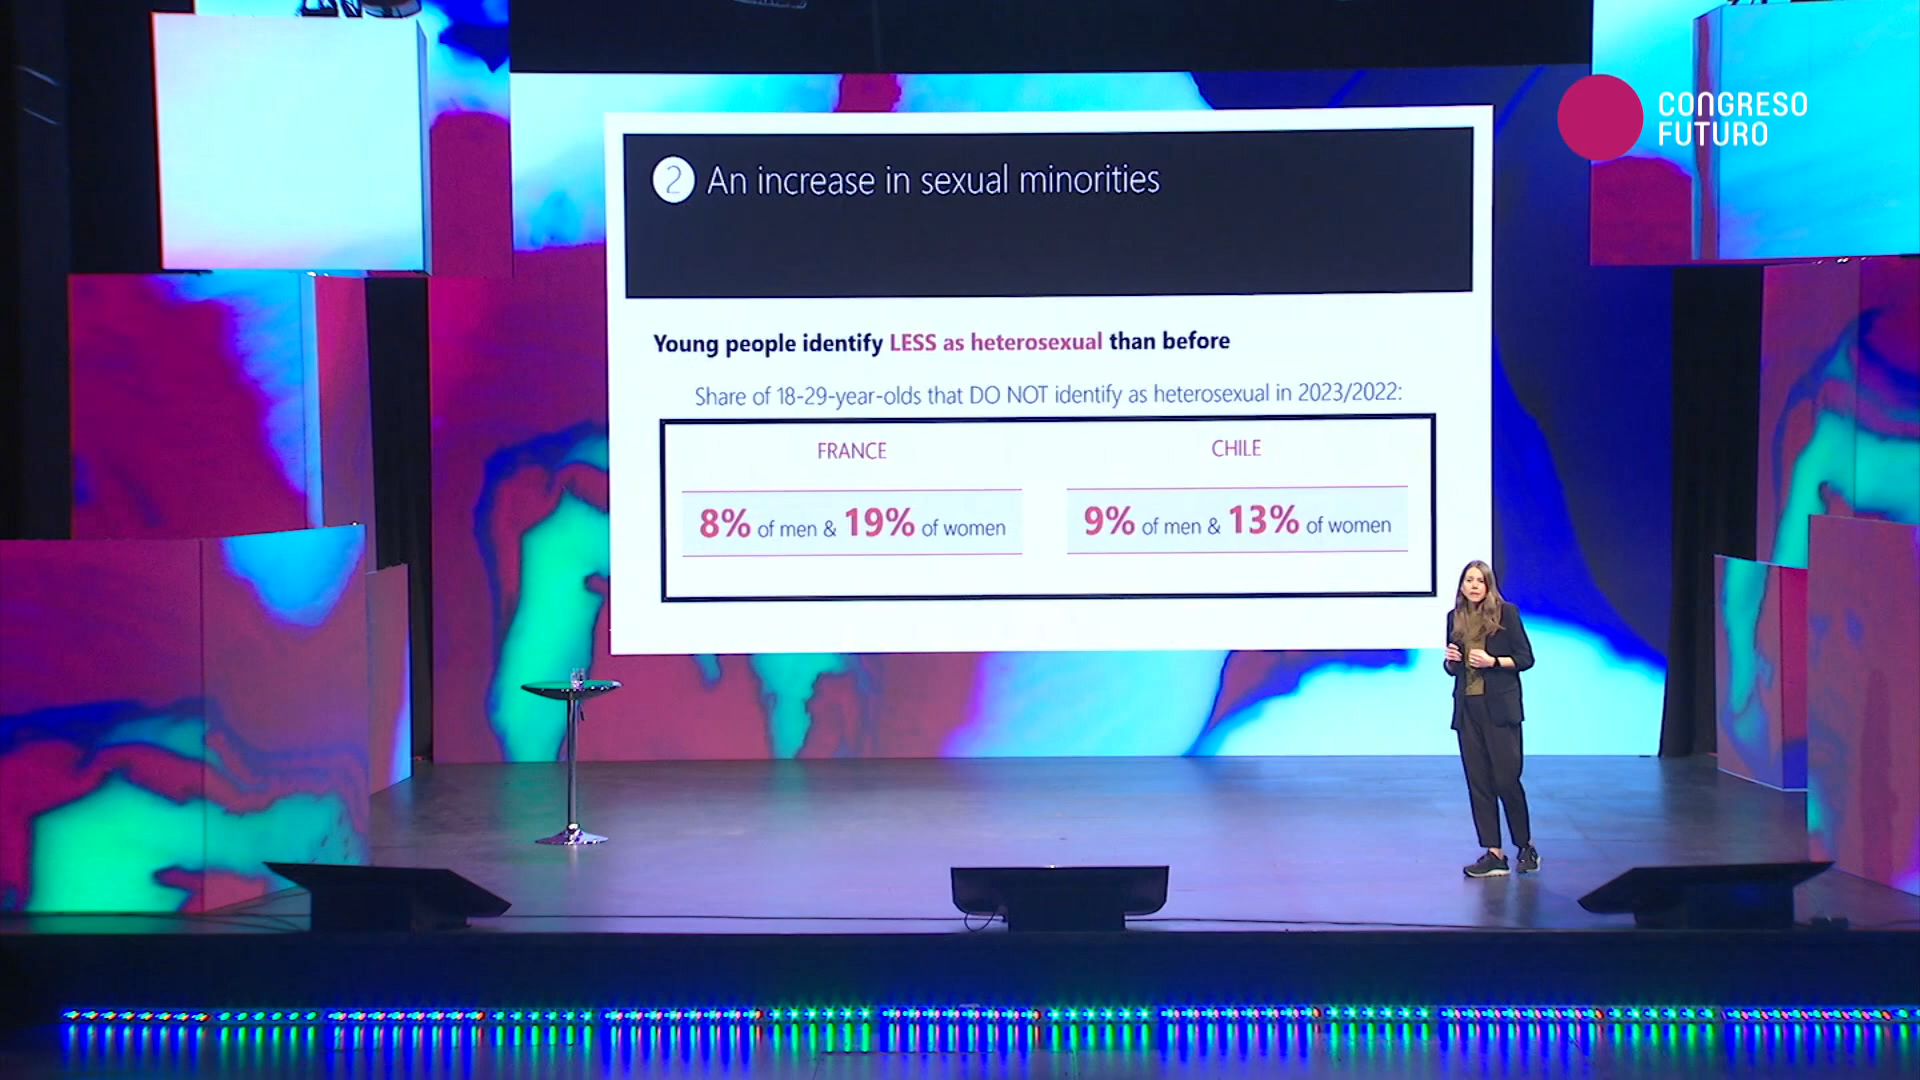 CONGRESO
FUTURO
2 An increase in sexual minorities
Young people identify LESS as heterosexual than before
Share of 18-29-year-olds that DO NOT identify as heterosexual in 2023/2022:
FRANCE
8% of men & 19% of women
CHILE
9% of men & 13% of women